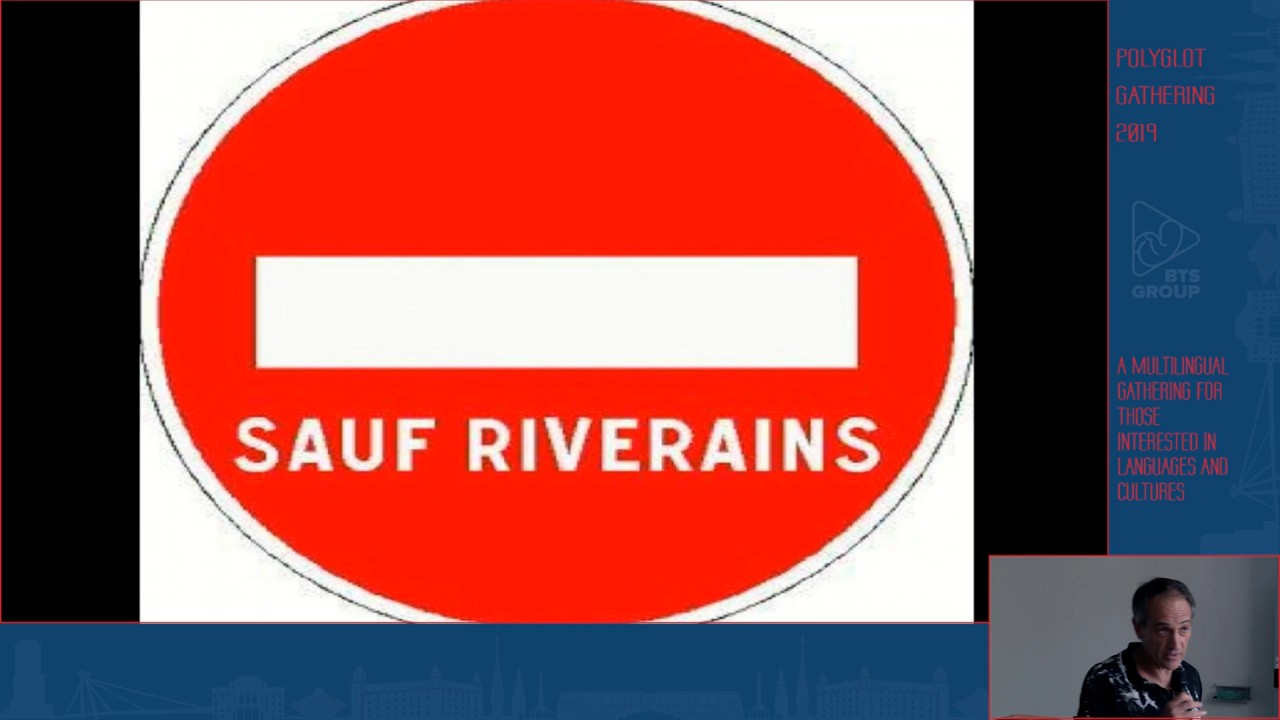 SAUF RIVERAINS
POLYGLOT
GATHERING
2019
BTS
GROUP
A MULTILINGUAL
GATHERING FOR
THOSE
INTERESTED IN
LANGUAGES AND
CULTURES